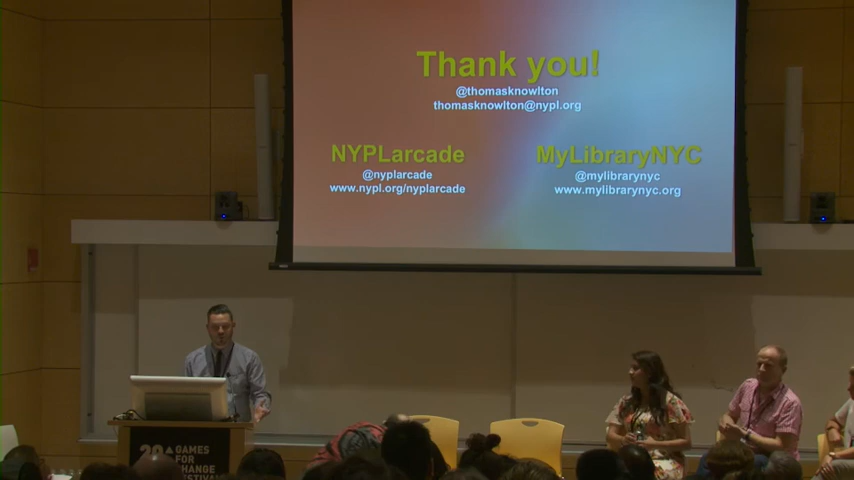 Thank you!
@thomasknowlton
thomasknowlton@nypl.org
NYPLarcade
@nyplarcade
www.nypl.org/nyplarcade
MyLibraryNYC
@mylibrarynyc
www.mylibrarynyc.org
GAMES
FOR
CHANGE
FESTIVAL